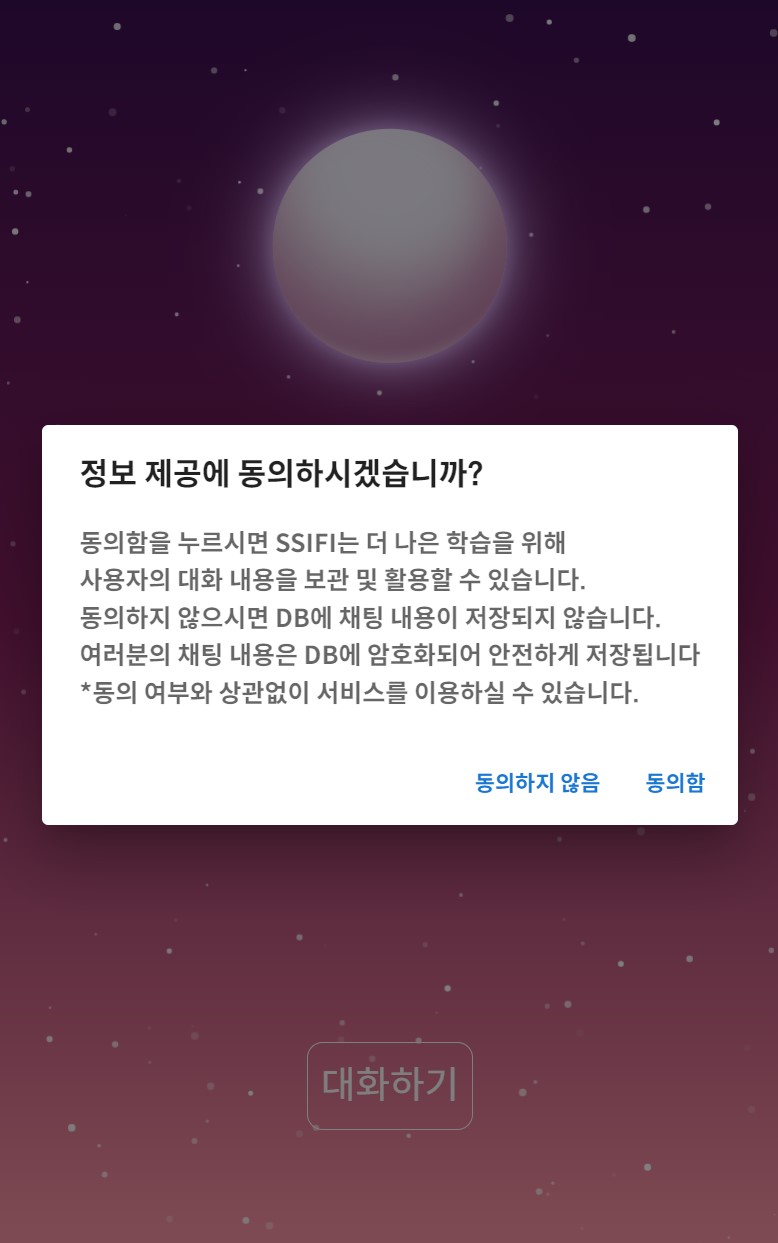 정보 제공에 동의하시겠습니까?
동의함을 누르시면 SSIFI는 더 나은 학습을 위해
사용자의 대화 내용을 보관 및 활용할 수 있습니다.
동의하지 않으시면 DB에 채팅 내용이 저장되지 않습니다.
여러분의 채팅 내용은 DB에 암호화되어 안전하게 저장됩니다
*동의 여부와 상관없이 서비스를 이용하실 수 있습니다.
동의하지 않음 동의함
대화하기